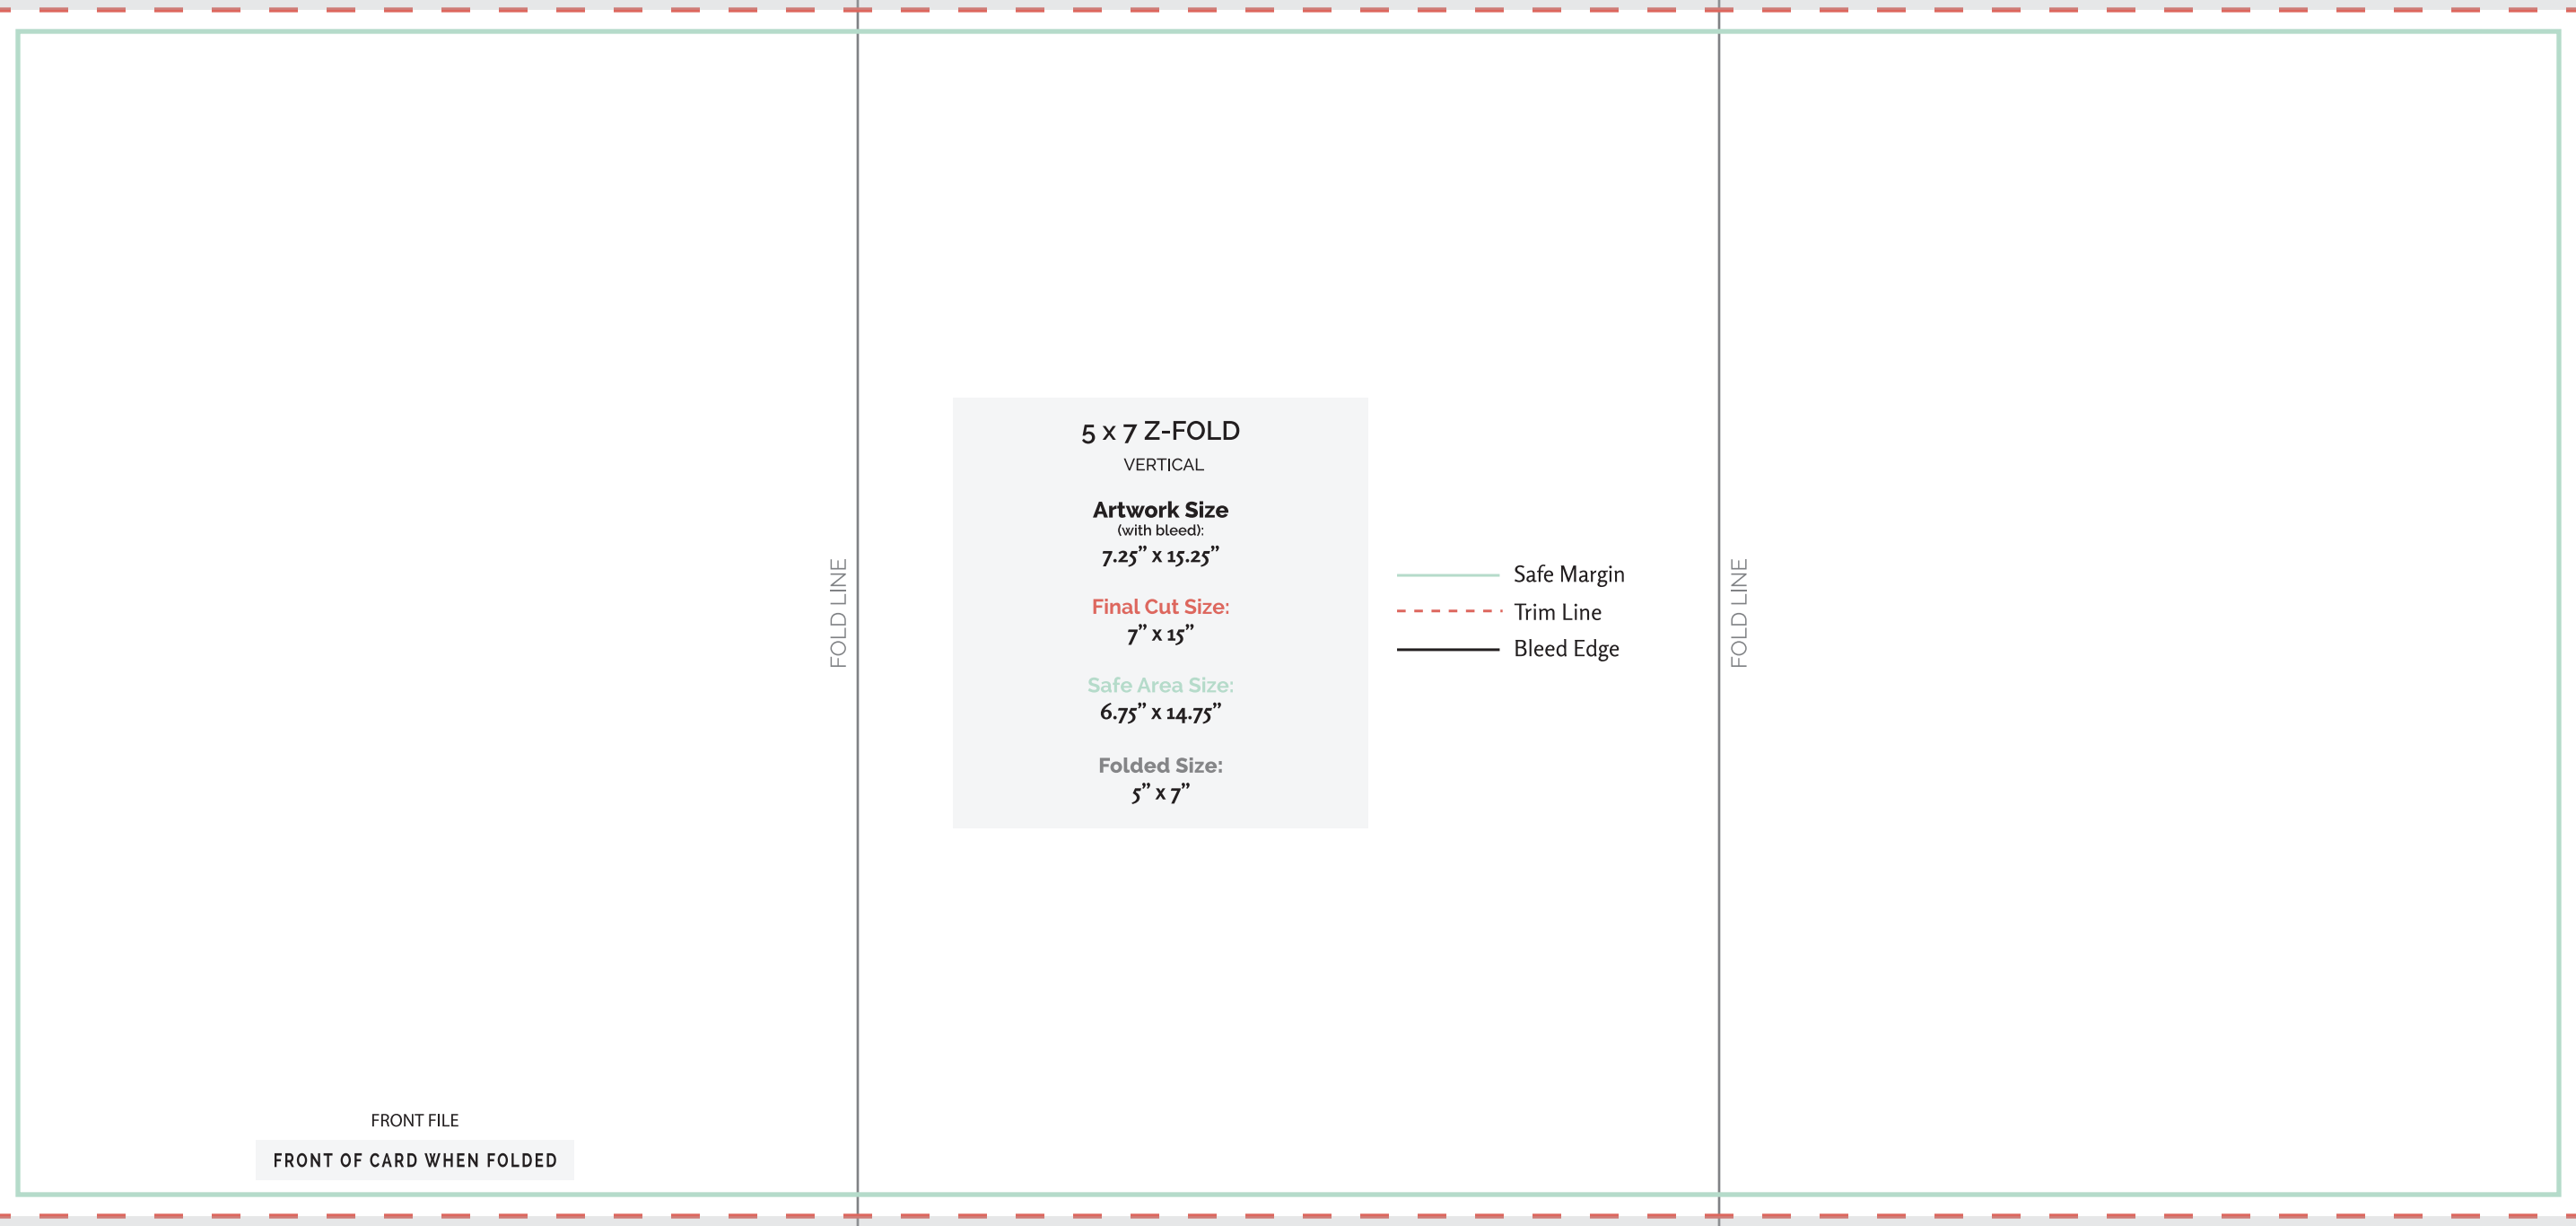 5 x 7 Z-FOLD
VERTICAL
Artwork Size
(with bleed):
7.25” x 15.25”
Final Cut Size:
7” x 15”
Safe Area Size:
6.75” x 14.75”
Folded Size:
5” x 7”
Safe Margin
Trim Line
Bleed Edge
FOLD LINE
FOLD LINE
FRONT FILE
FRONT OF CARD WHEN FOLDED